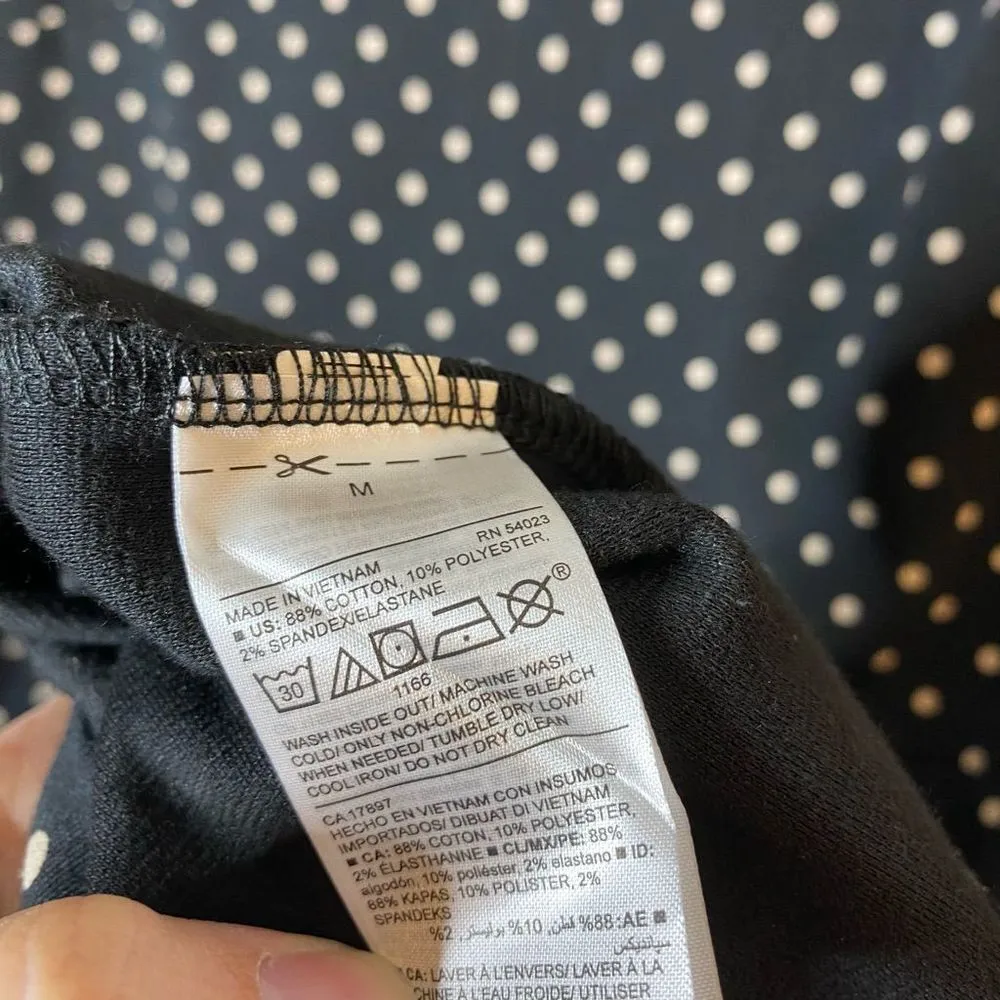 M
RN 54023
MADE IN VIETNAM
■ US: 88% COTTON, 10% POLYESTER,
2% SPANDEX/ELASTANE
30
®
1166
WASH INSIDE OUT/ MACHINE WASH
COLD/ ONLY NON-CHLORINE BLEACH
WHEN NEEDED/ TUMBLE DRY LOW/
COOL IRON/ DO NOT DRY CLEAN
CA 17897
HECHO EN VIETNAM CON INSUMOS
IMPORTADOS/ DIBUAT DI VIETNAM
■ CA: 88% COTON, 10% POLYESTER,
2% ÉLASTHANNE ■ CL/MX/PE: 88%
algodón, 10% poliéster, 2% elastano ■ ID:
88% KAPAS, 10% POLISTER, 2%
SPANDEKS
■ AE: 88% قطن, 10% بوليستر, 2%
سباندكس
CA: LAVER À L'ENVERS/ LAVER À LA
CHINE À L'EAU FROIDE/ UTILISER